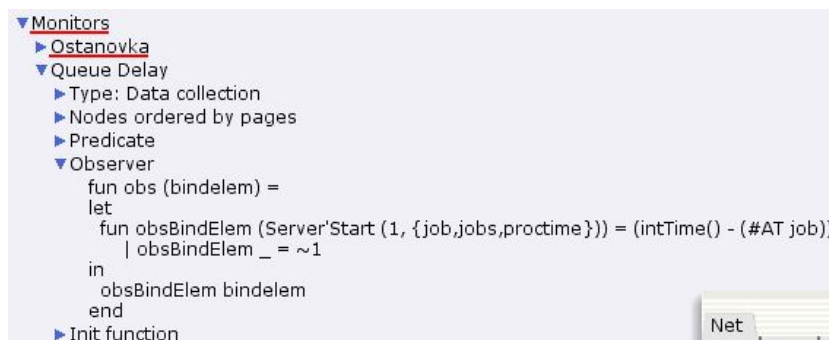 Monitors
Ostanovka
Queue Delay
Type: Data collection
Nodes ordered by pages
Predicate
Observer
fun obs (bindelem) =
let
fun obsBindElem (Server'Start (1, {job,jobs,proctime})) = (intTime() - (#AT job))
| obsBindElem _ = ~1
in
obsBindElem bindelem
end
Init function
Net